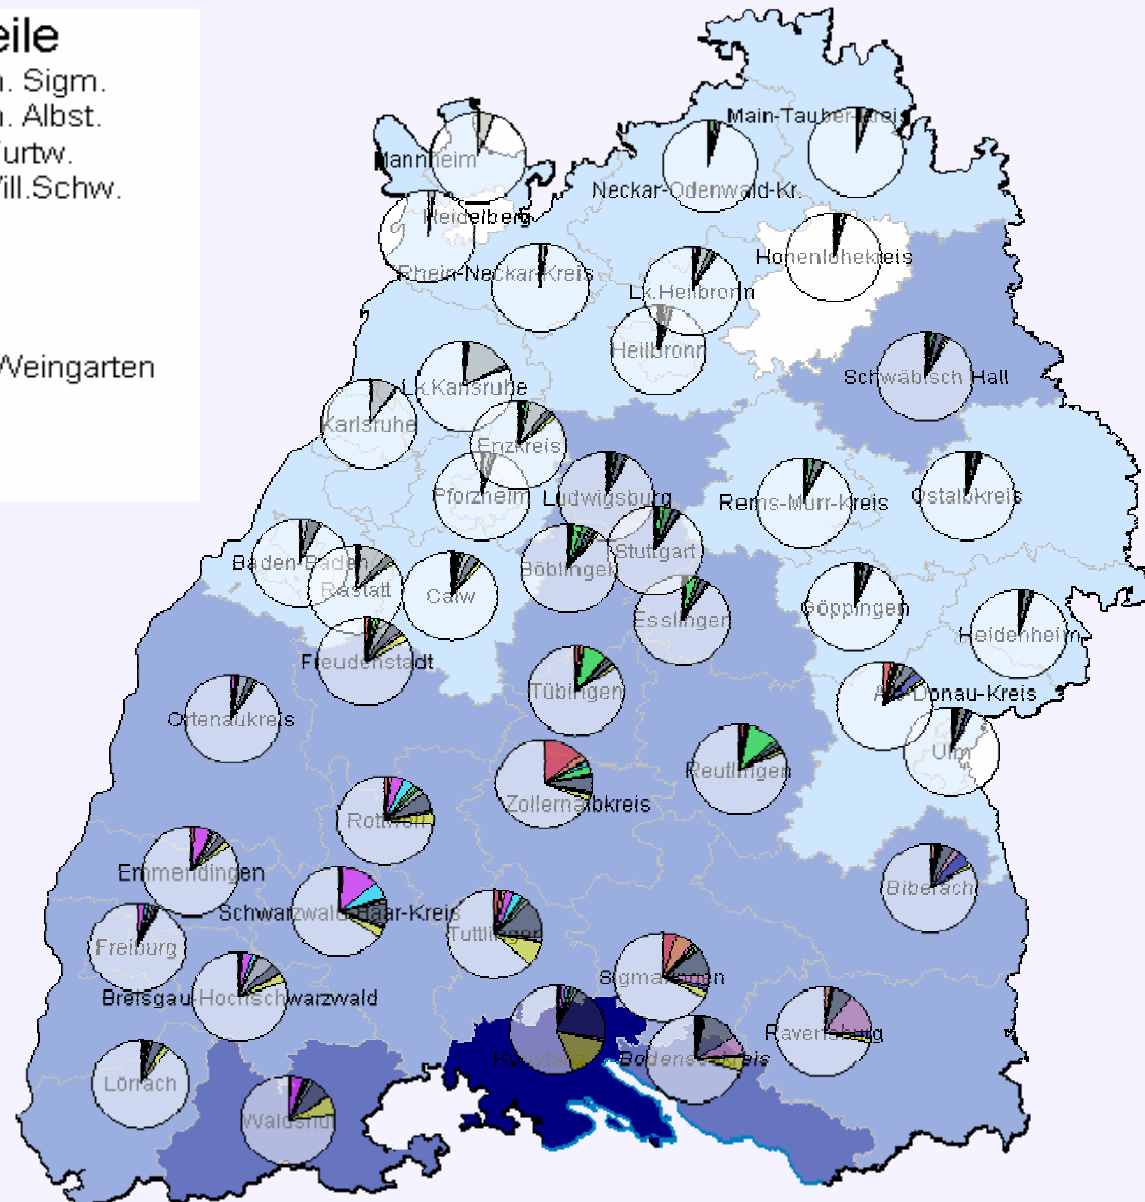 eile
. Sigm.
. Albst.
urtw.
ill.Schw.
Weingarten
Main-Tauber-Kreis
Mannheim
Neckar-Odenwald-Kr.
Heidelberg
Hohenlohekreis
Rhein-Neckar-Kreis
Lk.Heilbronn
Heilbronn
Schwäbisch Hall
Lk.Karlsruhe
Karlsruhe
Enzkreis
Pforzheim
Ludwigsburg
Rems-Murr-Kreis
Ostalbkreis
Stuttgart
Baden-Baden
Böblingen
Rastatt
Calw
Göppingen
Esslingen
Heidenheim
Freudenstadt
Tübingen
Alb-Donau-Kreis
Ortenaukreis
Ulm
Reutlingen
Zollernalbkreis
Rottweil
Emmendingen
Biberach
Schwarzwald-Baar-Kreis
Tuttlingen
Freiburg
Sigmaringen
Breisgau-Hochschwarzwald
Ravensburg
Konstanz
Bodenseekreis
Lörrach
Waldshut